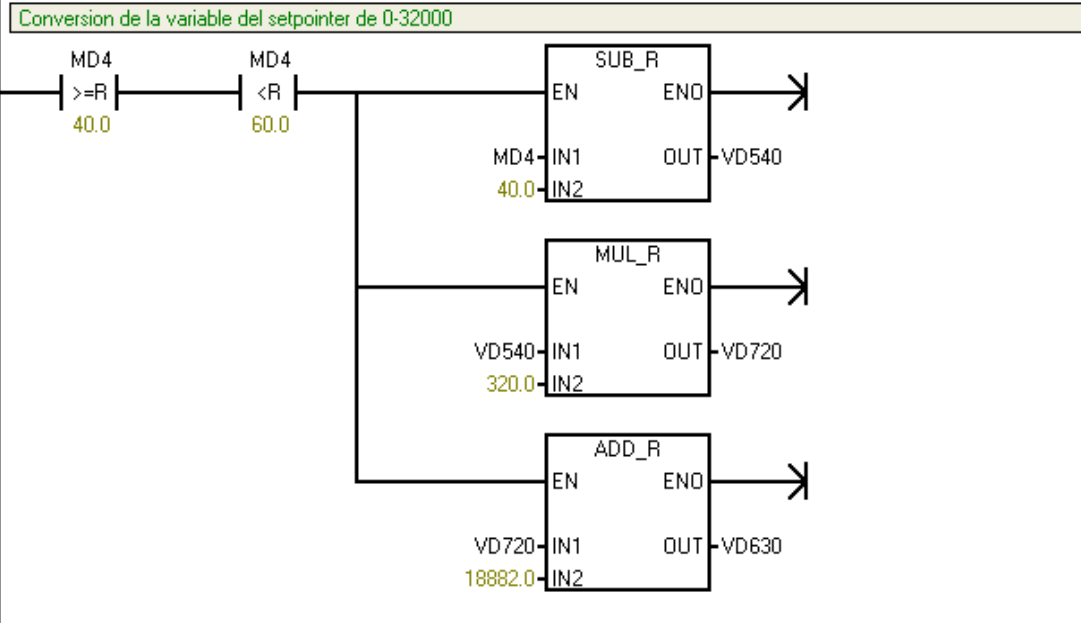 Conversion de la variable del setpointer de 0-32000
MD4
>=R
40.0
MD4
<R
60.0
SUB_R
EN ENO
MD4 IN1 OUT VD540
40.0 IN2
MUL_R
EN ENO
VD540 IN1 OUT VD720
320.0 IN2
ADD_R
EN ENO
VD720 IN1 OUT VD630
18882.0 IN2